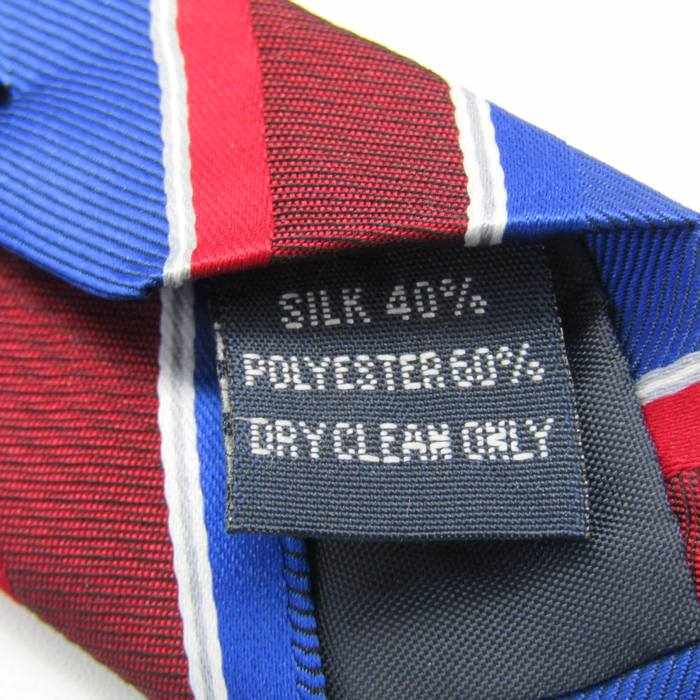 SILK 40%
POLYESTER 60%
DRY CLEAN ONLY